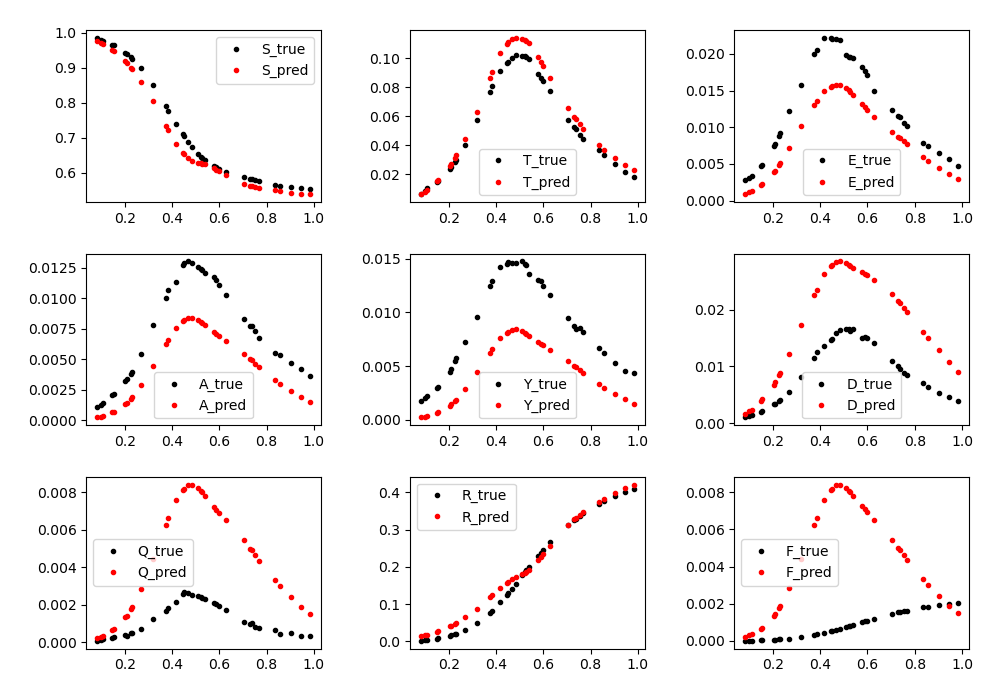 1.0
0.9
0.8
0.7
0.6
0.2 0.4 0.6 0.8 1.0
S_true
S_pred
0.10
0.08
0.06
0.04
0.02
0.2 0.4 0.6 0.8 1.0
T_true
T_pred
0.020
0.015
0.010
0.005
0.000
0.2 0.4 0.6 0.8 1.0
E_true
E_pred
0.0125
0.0100
0.0075
0.0050
0.0025
0.0000
0.2 0.4 0.6 0.8 1.0
A_true
A_pred
0.015
0.010
0.005
0.000
0.2 0.4 0.6 0.8 1.0
Y_true
Y_pred
0.02
0.01
0.00
0.2 0.4 0.6 0.8 1.0
D_true
D_pred
0.008
0.006
0.004
0.002
0.000
0.2 0.4 0.6 0.8 1.0
Q_true
Q_pred
0.4
0.3
0.2
0.1
0.0
0.2 0.4 0.6 0.8 1.0
R_true
R_pred
0.008
0.006
0.004
0.002
0.000
0.2 0.4 0.6 0.8 1.0
F_true
F_pred